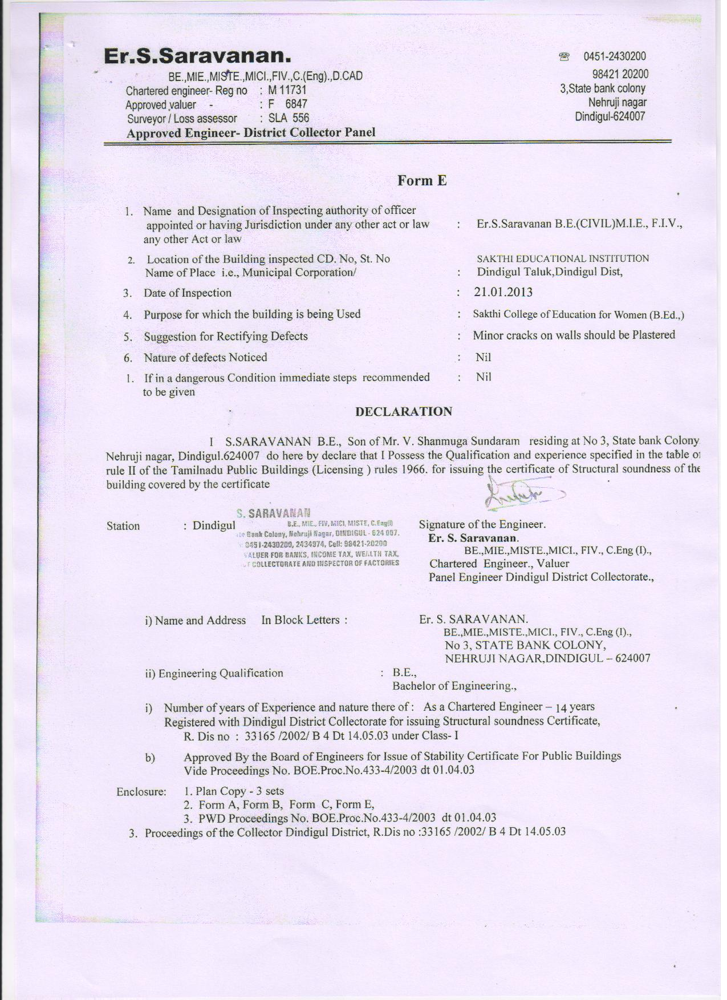 Er.S.Saravanan.
BE.,MIE.,MISTE.,MICI.,FIV.,C.(Eng).,D.CAD
Chartered engineer- Reg no : M 11731
Approved valuer - : F 6847
Surveyor / Loss assessor : SLA 556
Approved Engineer- District Collector Panel
☎ 0451-2430200
98421 20200
3,State bank colony
Nehruji nagar
Dindigul-624007
Form E
1. Name and Designation of Inspecting authority of officer
appointed or having Jurisdiction under any other act or law : Er.S.Saravanan B.E.(CIVIL)M.I.E., F.I.V.,
any other Act or law
2. Location of the Building inspected CD. No, St. No SAKTHI EDUCATIONAL INSTITUTION
Name of Place i.e., Municipal Corporation/ : Dindigul Taluk,Dindigul Dist,
3. Date of Inspection : 21.01.2013
4. Purpose for which the building is being Used : Sakthi College of Education for Women (B.Ed.,)
5. Suggestion for Rectifying Defects : Minor cracks on walls should be Plastered
6. Nature of defects Noticed : Nil
1. If in a dangerous Condition immediate steps recommended : Nil
to be given
DECLARATION
I S.SARAVANAN B.E., Son of Mr. V. Shanmuga Sundaram residing at No 3, State bank Colony
Nehruji nagar, Dindigul.624007 do here by declare that I Possess the Qualification and experience specified in the table
rule II of the Tamilnadu Public Buildings (Licensing ) rules 1966. for issuing the certificate of Structural soundness of the
building covered by the certificate
Station : Dindigul
S. SARAVANAN
B.E., MIE., FIV, MICI, MISTE, C.Eng(I)
Bank Colony, Nehruji Nagar, DINDIGUL - 624 007.
0451-2430200, 2434974, Cell: 98421-20200
VALUER FOR BANKS, INCOME TAX, WEALTH TAX,
COLLECTORATE AND INSPECTOR OF FACTORIES
Signature of the Engineer.
Er. S. Saravanan.
BE.,MIE.,MISTE.,MICI., FIV., C.Eng (I).,
Chartered Engineer., Valuer
Panel Engineer Dindigul District Collectorate.,
i) Name and Address In Block Letters : Er. S. SARAVANAN.
BE.,MIE.,MISTE.,MICI., FIV., C.Eng (I).,
No 3, STATE BANK COLONY,
NEHRUJI NAGAR,DINDIGUL – 624007
ii) Engineering Qualification : B.E.,
Bachelor of Engineering.,
i) Number of years of Experience and nature there of : As a Chartered Engineer – 14 years
Registered with Dindigul District Collectorate for issuing Structural soundness Certificate,
R. Dis no : 33165 /2002/ B 4 Dt 14.05.03 under Class- I
b) Approved By the Board of Engineers for Issue of Stability Certificate For Public Buildings
Vide Proceedings No. BOE.Proc.No.433-4/2003 dt 01.04.03
Enclosure: 1. Plan Copy - 3 sets
2. Form A, Form B, Form C, Form E,
3. PWD Proceedings No. BOE.Proc.No.433-4/2003 dt 01.04.03
3. Proceedings of the Collector Dindigul District, R.Dis no :33165 /2002/ B 4 Dt 14.05.03